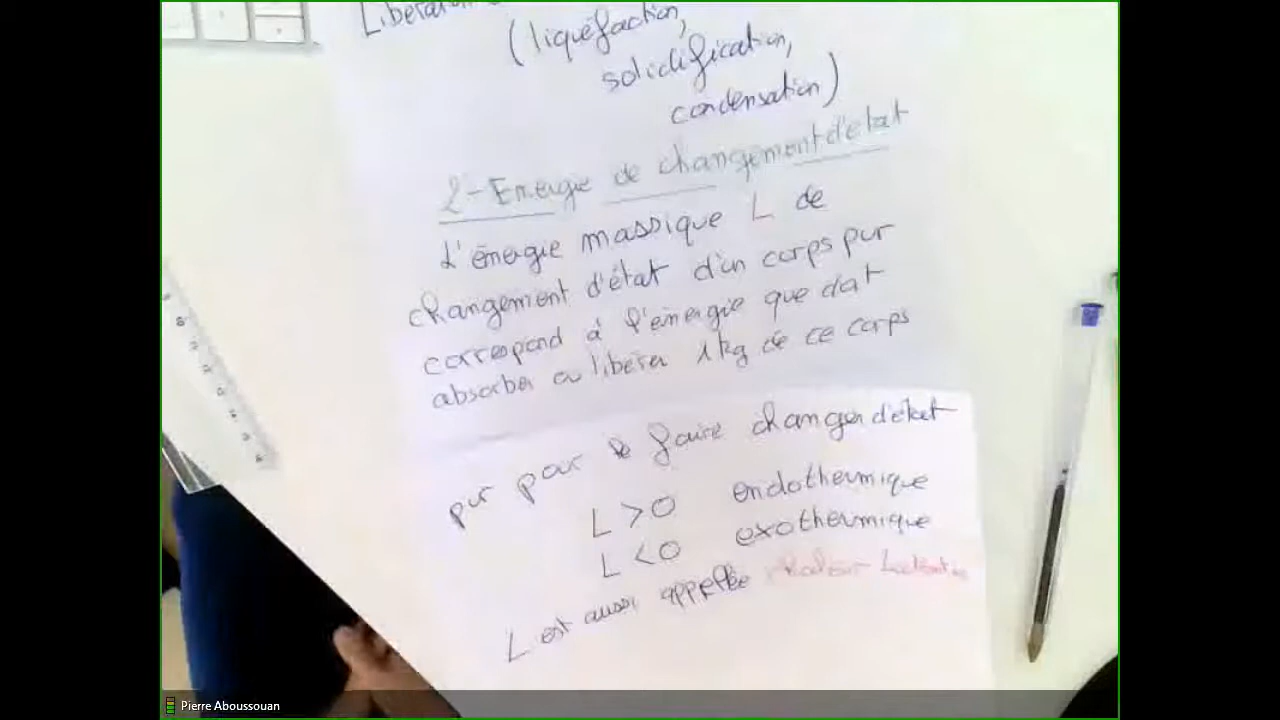 Libération
(liquéfaction,
solidification,
condensation)
2-Energie de changement d'état
L'énergie massique L de
changement d'état d'un corps pur
correspond à l'énergie que doit
absorber ou libérer 1kg de ce corps
pur pour le faire changer d'état
L > 0 endothermique
L < 0 exothermique
L est aussi appellée chaleur Latente
Pierre Aboussouan